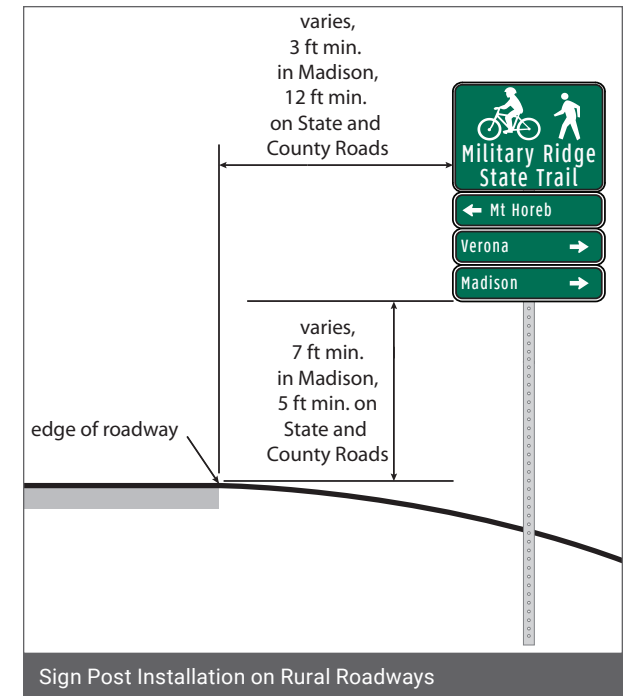 varies,
3 ft min.
in Madison,
12 ft min.
on State and
County Roads
Military Ridge
State Trail
Mt Horeb
Verona
Madison
varies,
7 ft min.
in Madison,
5 ft min. on
State and
County Roads
edge of roadway
Sign Post Installation on Rural Roadways